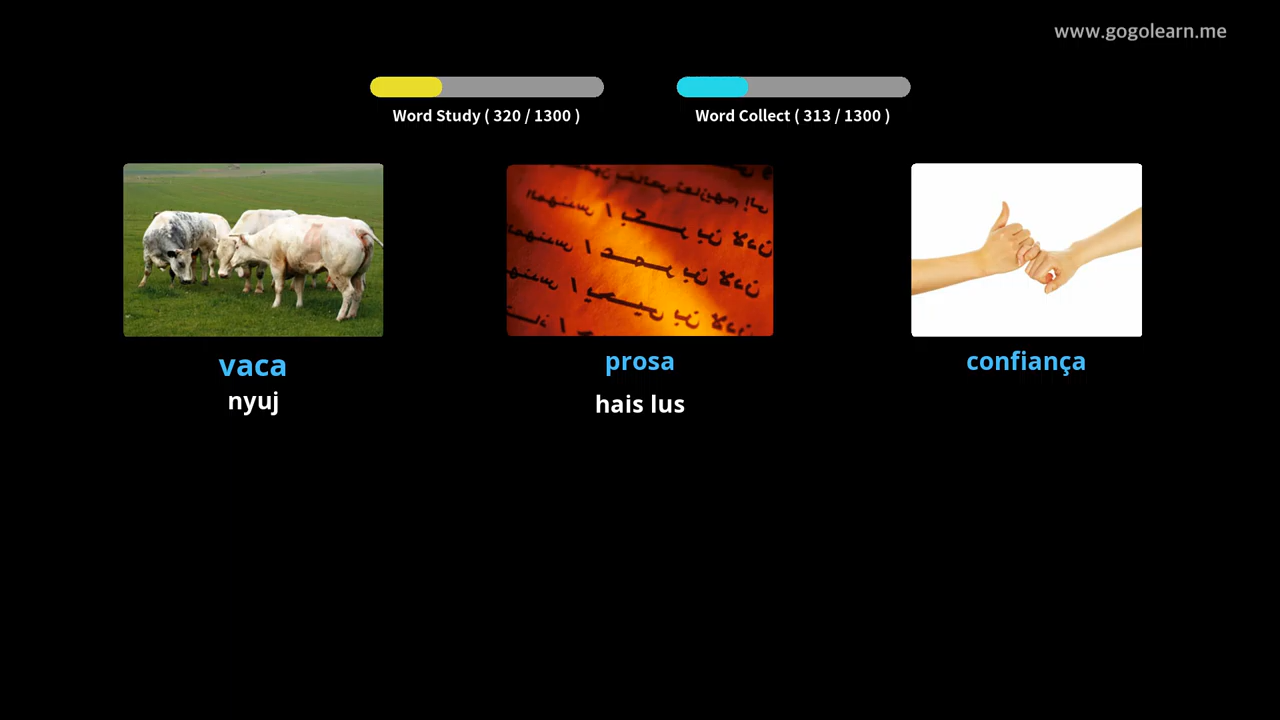 www.gogolearn.me
Word Study ( 320 / 1300 )
Word Collect ( 313 / 1300 )
vaca
nyuj
prosa
hais lus
confiança